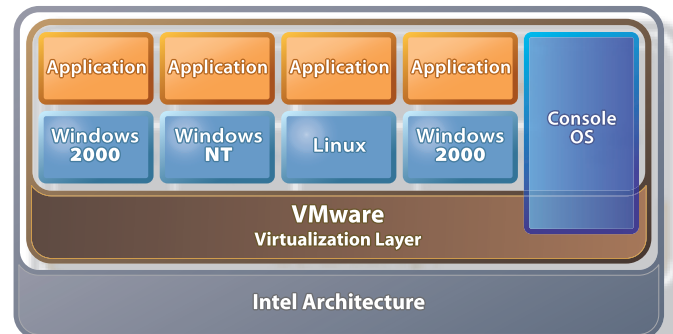 Application Application Application Application
Console
OS
Windows
2000
Windows
NT
Linux
Windows
2000
VMware
Virtualization Layer
Intel Architecture